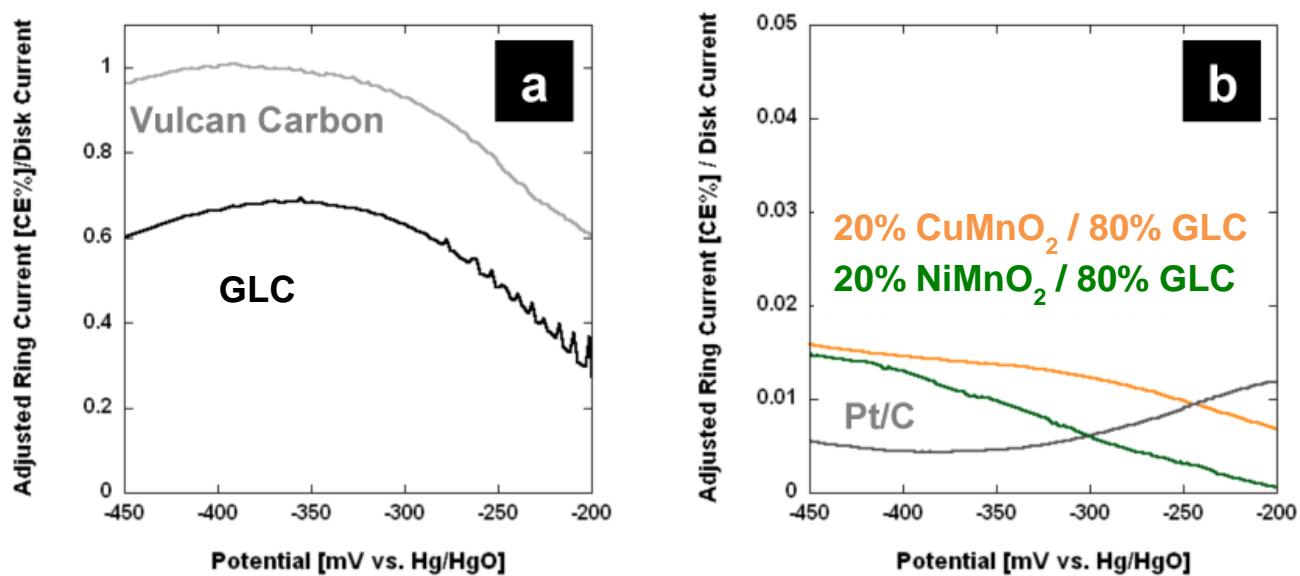 Adjusted Ring Current [CE%]/Disk Current
1
0.8
0.6
0.4
0.2
0
a
Vulcan Carbon
GLC
-450
-400
-350
-300
-250
-200
Potential [mV vs. Hg/HgO]
Adjusted Ring Current [CE%] / Disk Current
0.05
0.04
0.03
0.02
0.01
0
b
20% CuMnO₂ / 80% GLC
20% NiMnO₂ / 80% GLC
Pt/C
-450
-400
-350
-300
-250
-200
Potential [mV vs. Hg/HgO]